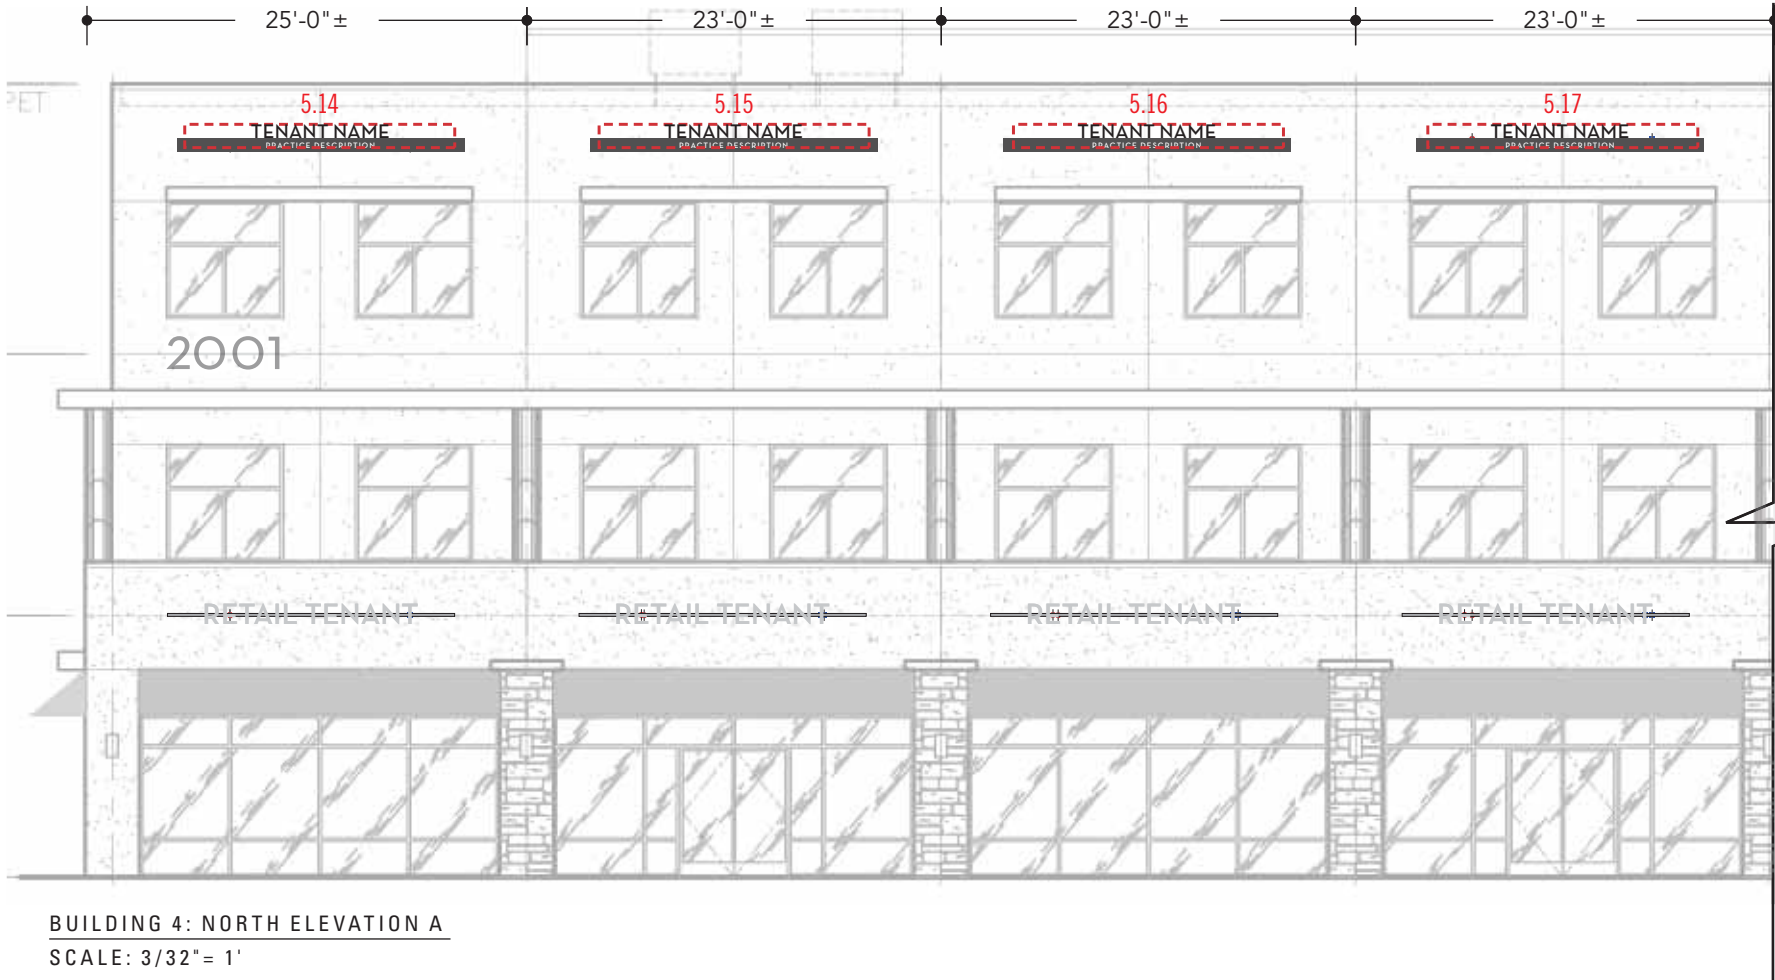 25'-0"± 23'-0"± 23'-0"± 23'-0"±
PET
5.14 5.15 5.16 5.17
TENANT NAME TENANT NAME TENANT NAME TENANT NAME
PRACTICE DESCRIPTION PRACTICE DESCRIPTION PRACTICE DESCRIPTION PRACTICE DESCRIPTION
2001
RETAIL TENANT RETAIL TENANT RETAIL TENANT RETAIL TENANT
BUILDING 4: NORTH ELEVATION A
SCALE: 3/32"= 1'